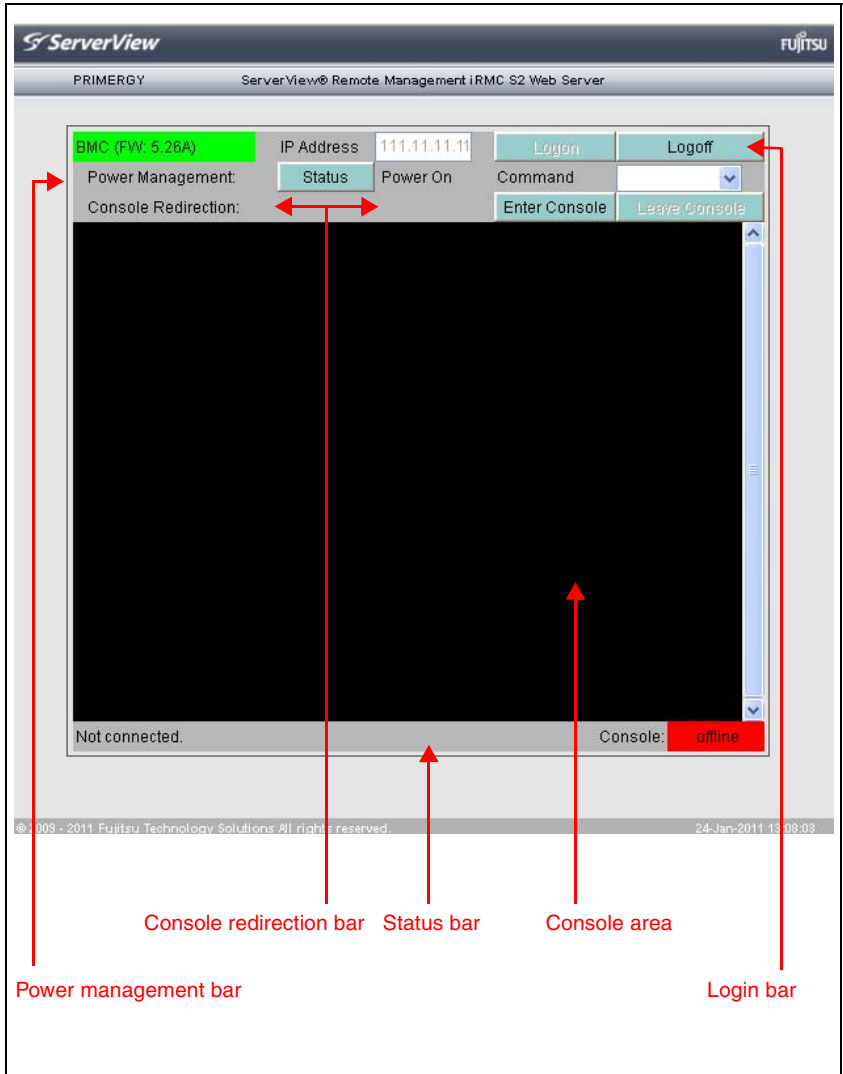 ServerView
FUJITSU
PRIMERGY ServerView® Remote Management iRMC S2 Web Server
BMC (FW: 5.26A) IP Address 111.11.11.11 Logon Logoff
Power Management: Status Power On Command
Console Redirection: Enter Console Leave Console
Not connected. Console: offline
© 2009 - 2011 Fujitsu Technology Solutions All rights reserved. 24-Jan-2011 13:08:03
Console redirection bar Status bar Console area
Power management bar Login bar